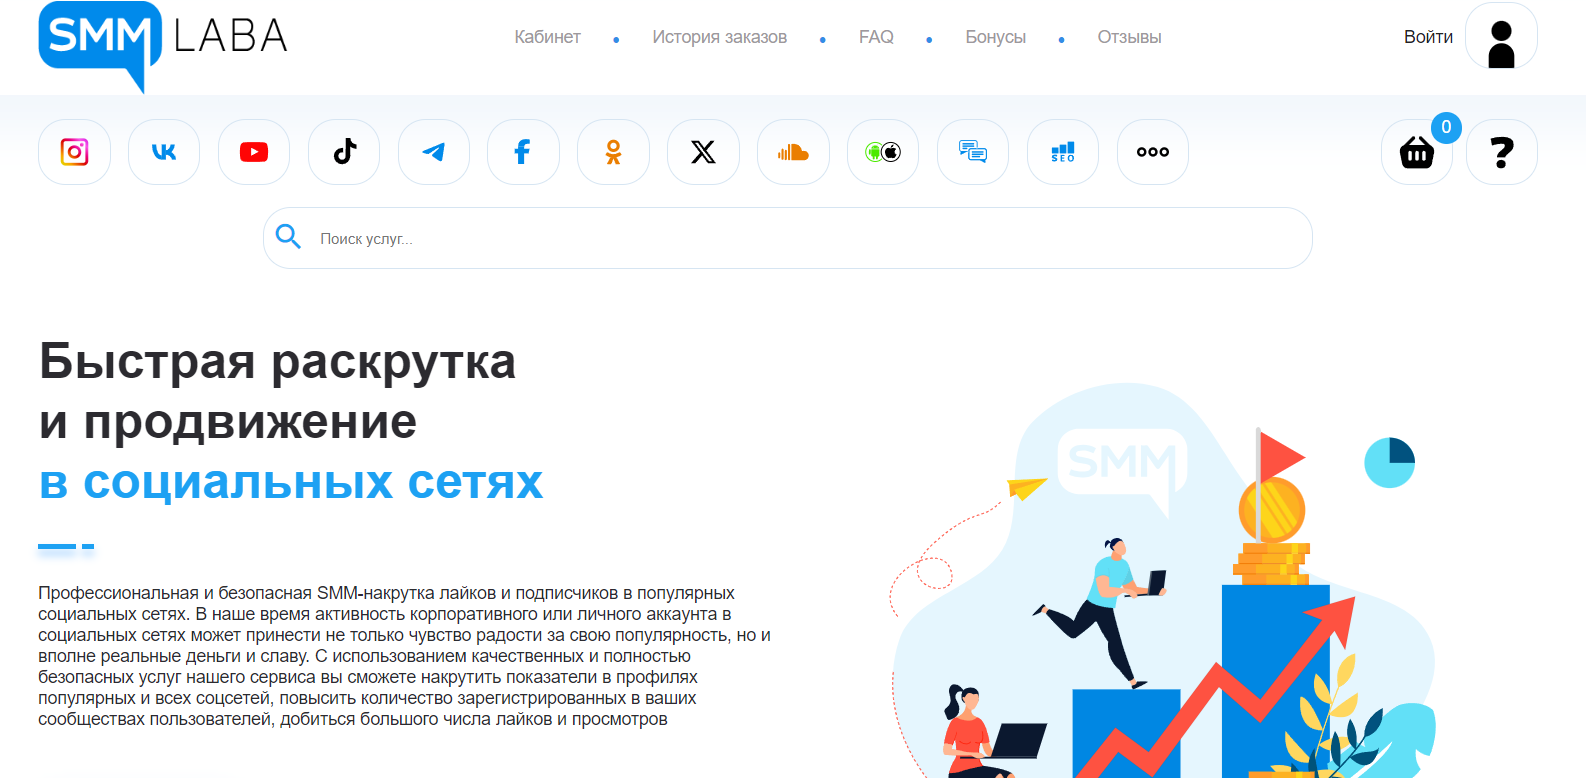 SMM LABA
Кабинет • История заказов • FAQ • Бонусы • Отзывы
Войти
SEO
0
?
Поиск услуг...
Быстрая раскрутка
и продвижение
в социальных сетях
SMM
Профессиональная и безопасная SMM-накрутка лайков и подписчиков в популярных
социальных сетях. В наше время активность корпоративного или личного аккаунта в
социальных сетях может принести не только чувство радости за свою популярность, но и
вполне реальные деньги и славу. С использованием качественных и полностью
безопасных услуг нашего сервиса вы сможете накрутить показатели в профилях
популярных и всех соцсетей, повысить количество зарегистрированных в ваших
сообществах пользователей, добиться большого числа лайков и просмотров